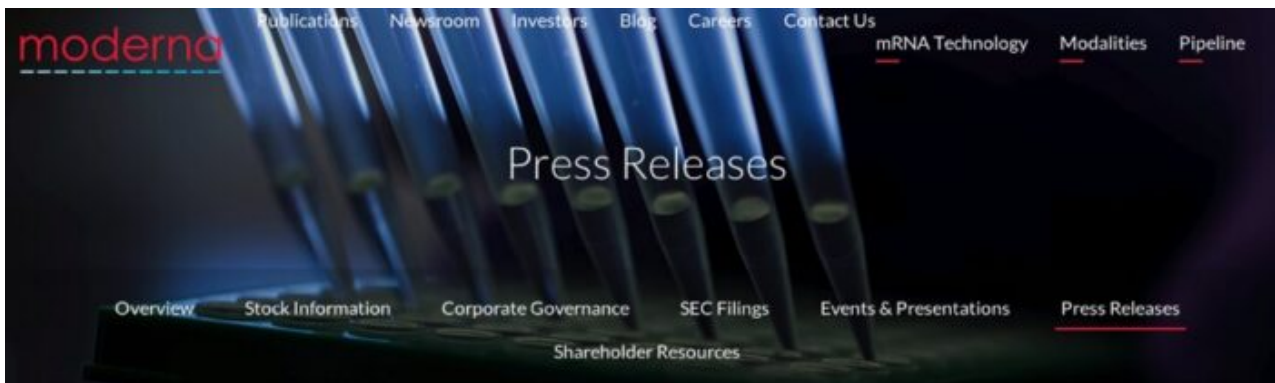 Publications Newsroom Investors Blog Careers Contact Us
moderna
mRNA Technology Modalities Pipeline
Press Releases
Overview Stock Information Corporate Governance SEC Filings Events & Presentations Press Releases
Shareholder Resources